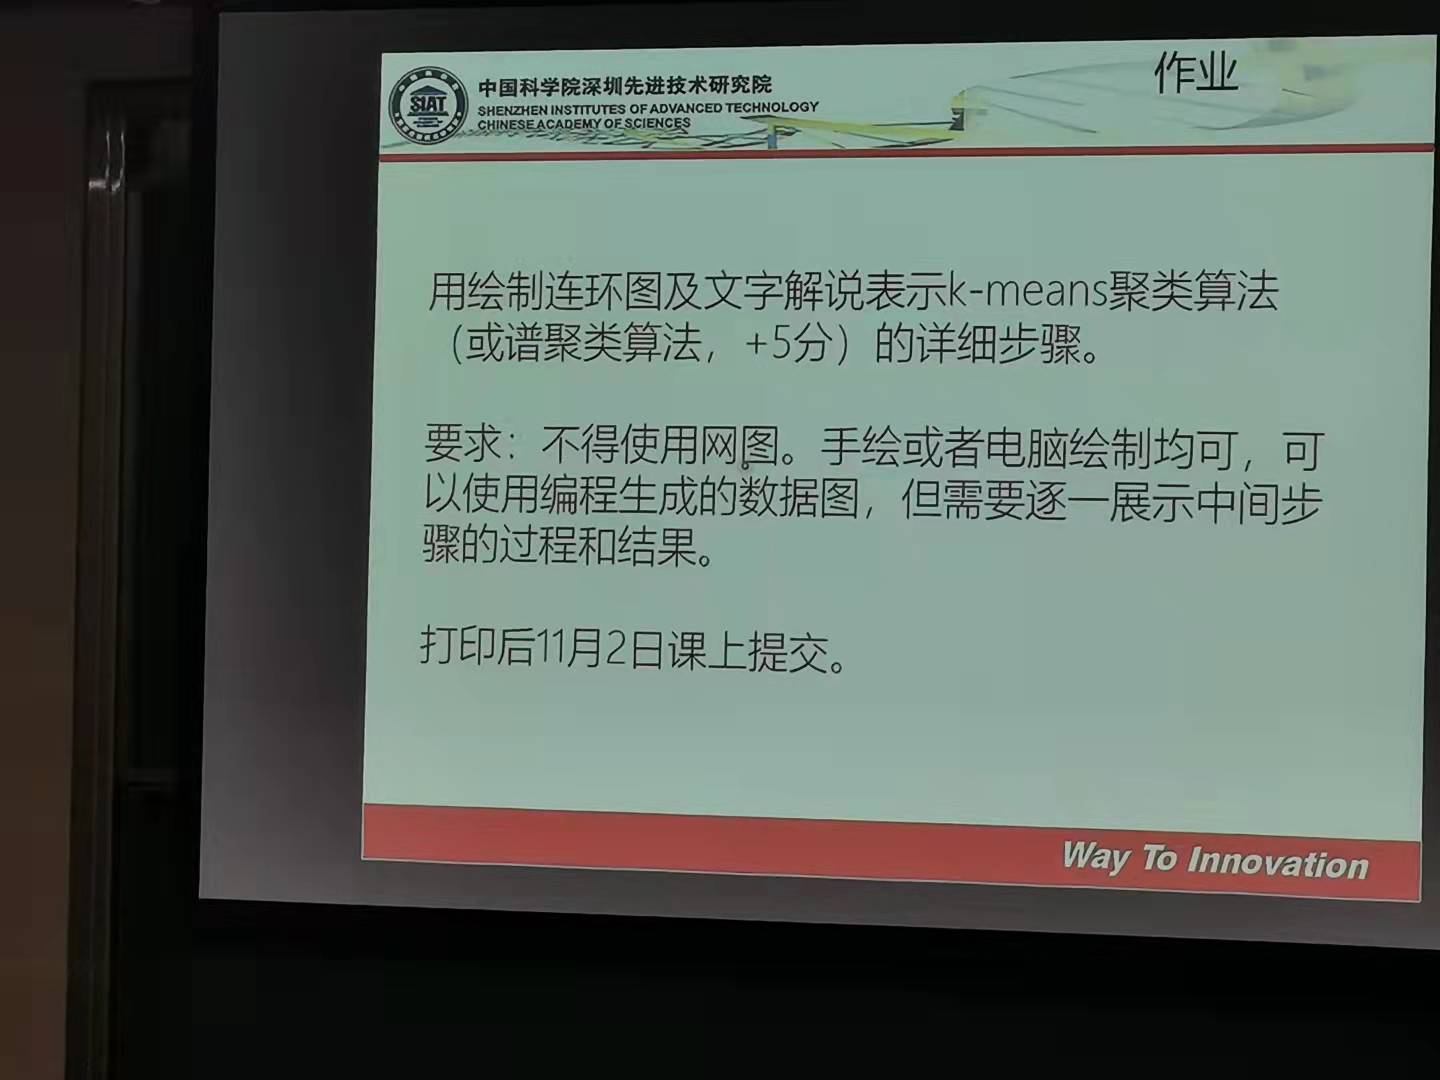 作业
SIAT
中国科学院深圳先进技术研究院
SHENZHEN INSTITUTES OF ADVANCED TECHNOLOGY
CHINESE ACADEMY OF SCIENCES
用绘制连环图及文字解说表示k-means聚类算法
（或谱聚类算法，+5分）的详细步骤。
要求：不得使用网图。手绘或者电脑绘制均可，可
以使用编程生成的数据图，但需要逐一展示中间步
骤的过程和结果。
打印后11月2日课上提交。
Way To Innovation